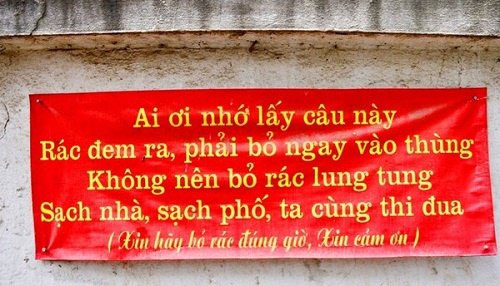 Ai ơi nhớ lấy câu này
Rác đem ra, phải bỏ ngay vào thùng
Không nên bỏ rác lung tung
Sạch nhà, sạch phố, ta cùng thi đua
( Xin hãy bỏ rác đúng giờ, Xin cảm ơn )